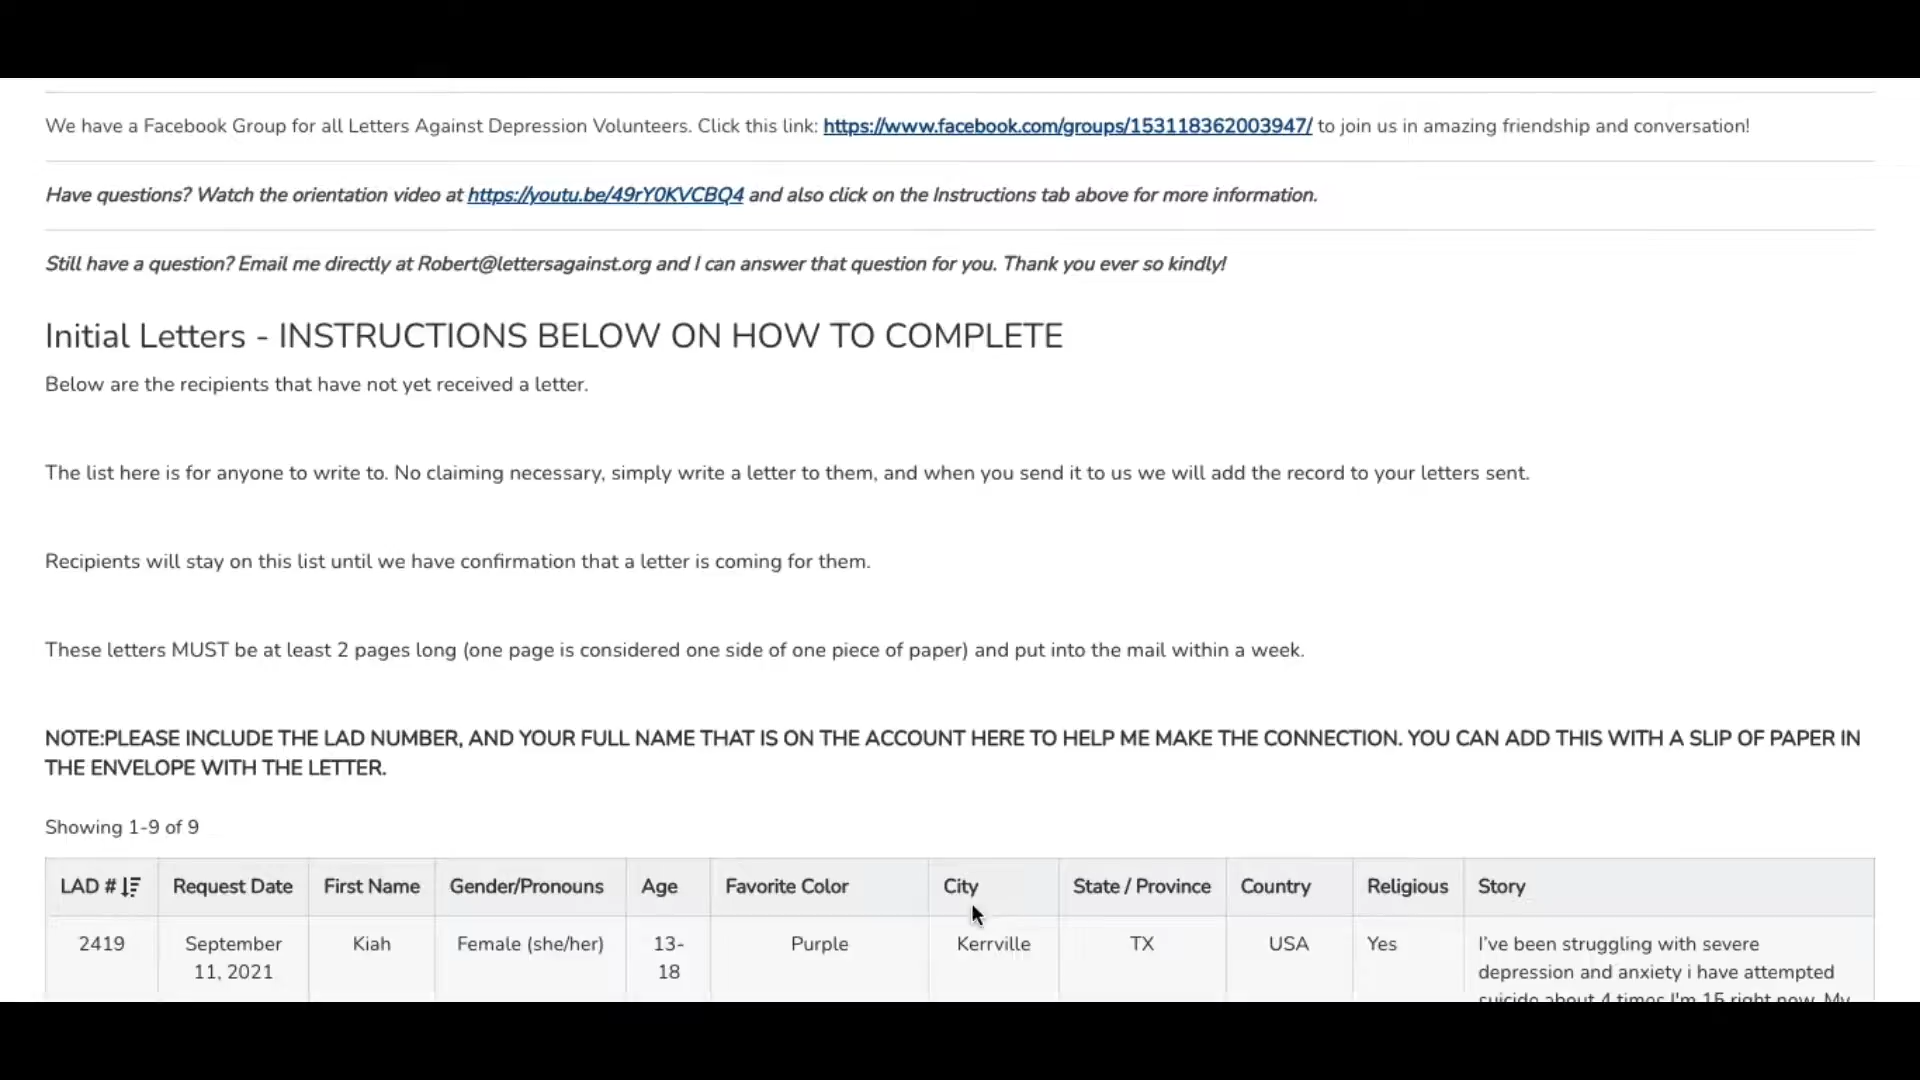 We have a Facebook Group for all Letters Against Depression Volunteers. Click this link: https://www.facebook.com/groups/153118362003947/ to join us in amazing friendship and conversation!
Have questions? Watch the orientation video at https://youtu.be/49rY0KVCBQ4 and also click on the Instructions tab above for more information.
Still have a question? Email me directly at Robert@lettersagainst.org and I can answer that question for you. Thank you ever so kindly!
Initial Letters - INSTRUCTIONS BELOW ON HOW TO COMPLETE
Below are the recipients that have not yet received a letter.
The list here is for anyone to write to. No claiming necessary, simply write a letter to them, and when you send it to us we will add the record to your letters sent.
Recipients will stay on this list until we have confirmation that a letter is coming for them.
These letters MUST be at least 2 pages long (one page is considered one side of one piece of paper) and put into the mail within a week.
NOTE:PLEASE INCLUDE THE LAD NUMBER, AND YOUR FULL NAME THAT IS ON THE ACCOUNT HERE TO HELP ME MAKE THE CONNECTION. YOU CAN ADD THIS WITH A SLIP OF PAPER IN
THE ENVELOPE WITH THE LETTER.
Showing 1-9 of 9
LAD # Request Date First Name Gender/Pronouns Age Favorite Color City State / Province Country Religious Story
2419 September Kiah Female (she/her) 13- Purple Kerrville TX USA Yes I've been struggling with severe
11, 2021 18 depression and anxiety i have attempted
suicide about 4 times I'm 15 right now. My